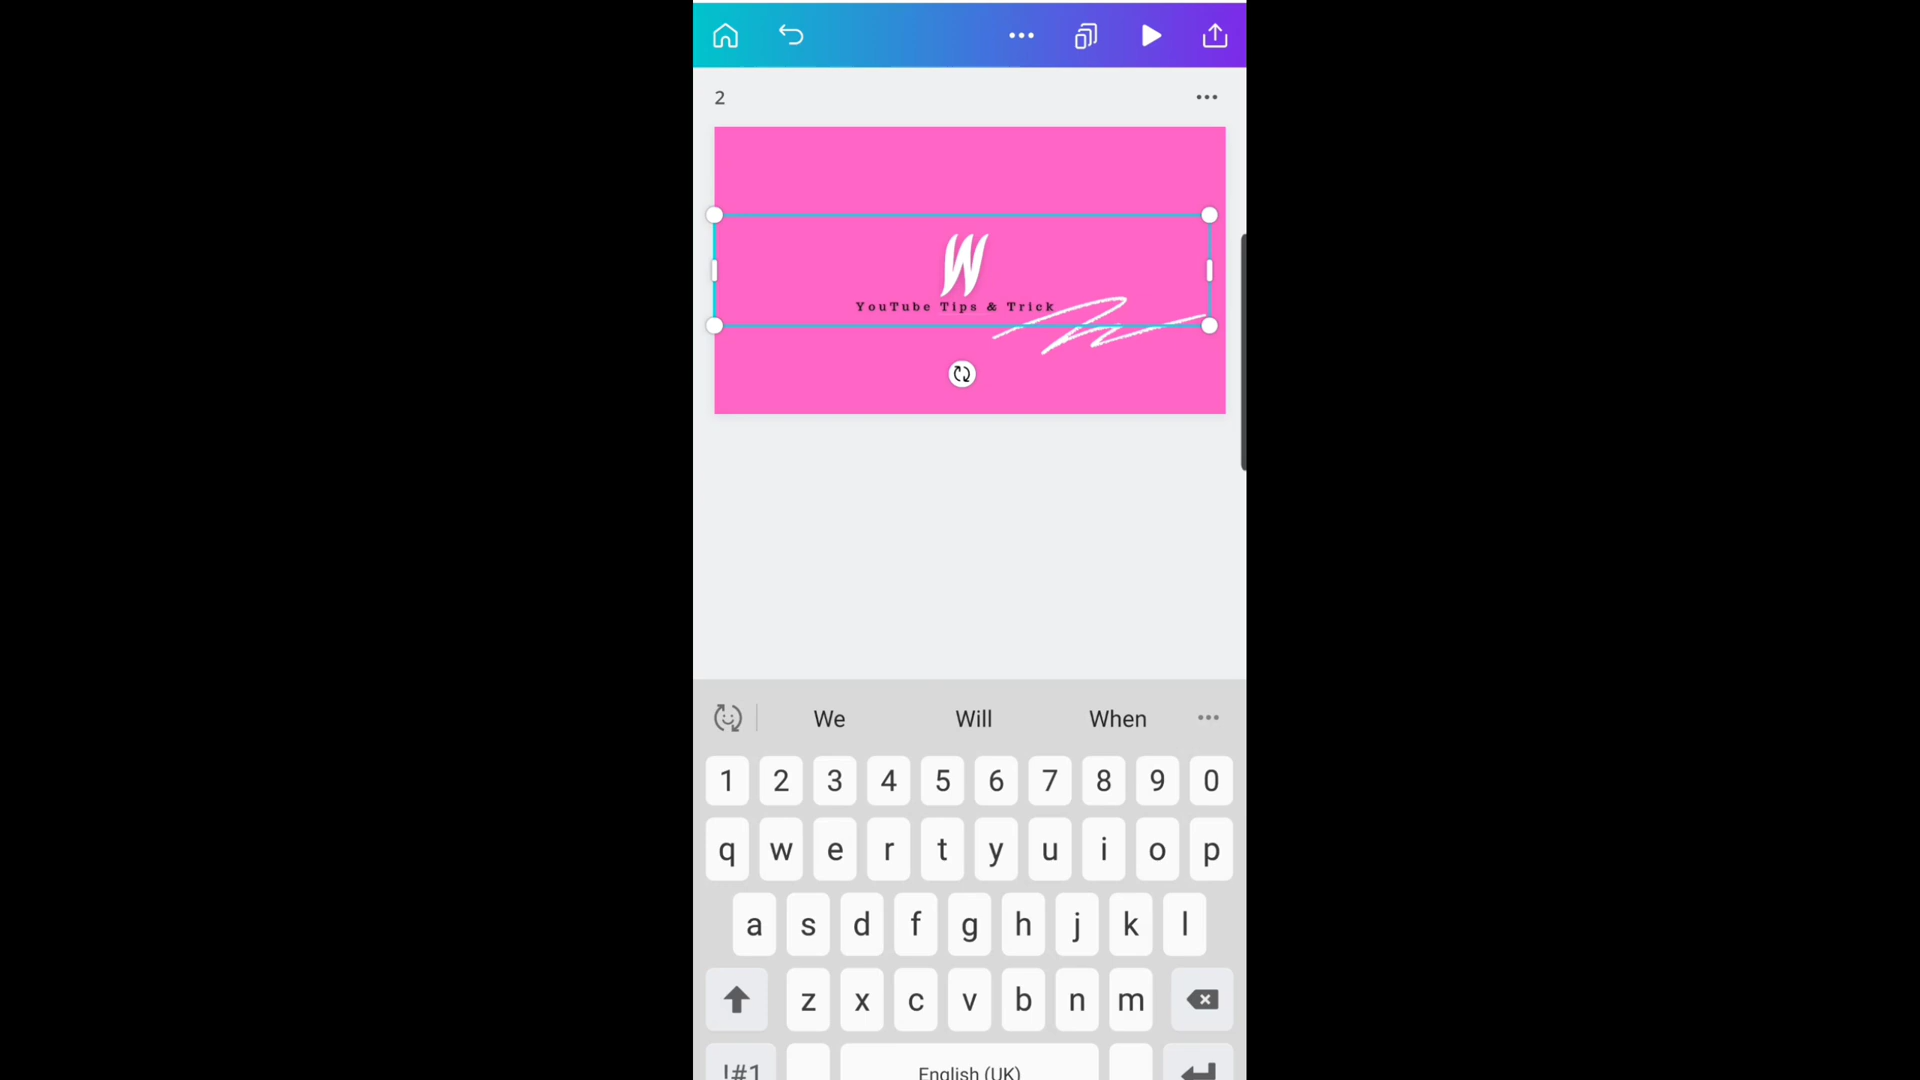 2
W
YouTube Tips & Trick
We Will When
1 2 3 4 5 6 7 8 9 0
q w e r t y u i o p
a s d f g h j k l
z x c v b n m
!#1 English (UK)